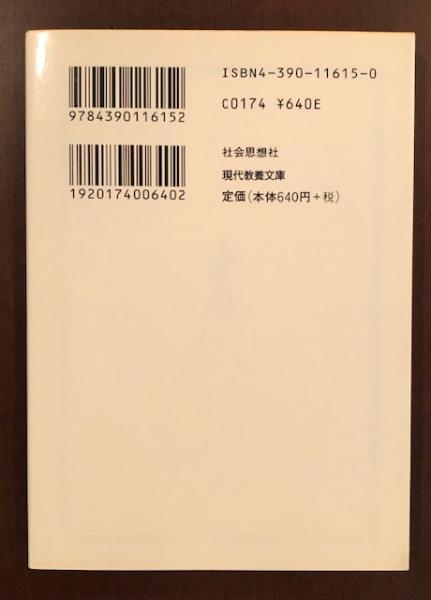 ISBN4-390-11615-0
C0174 ¥640E
9784390116152
社会思想社
現代教養文庫
1920174006402
定価(本体640円+税)